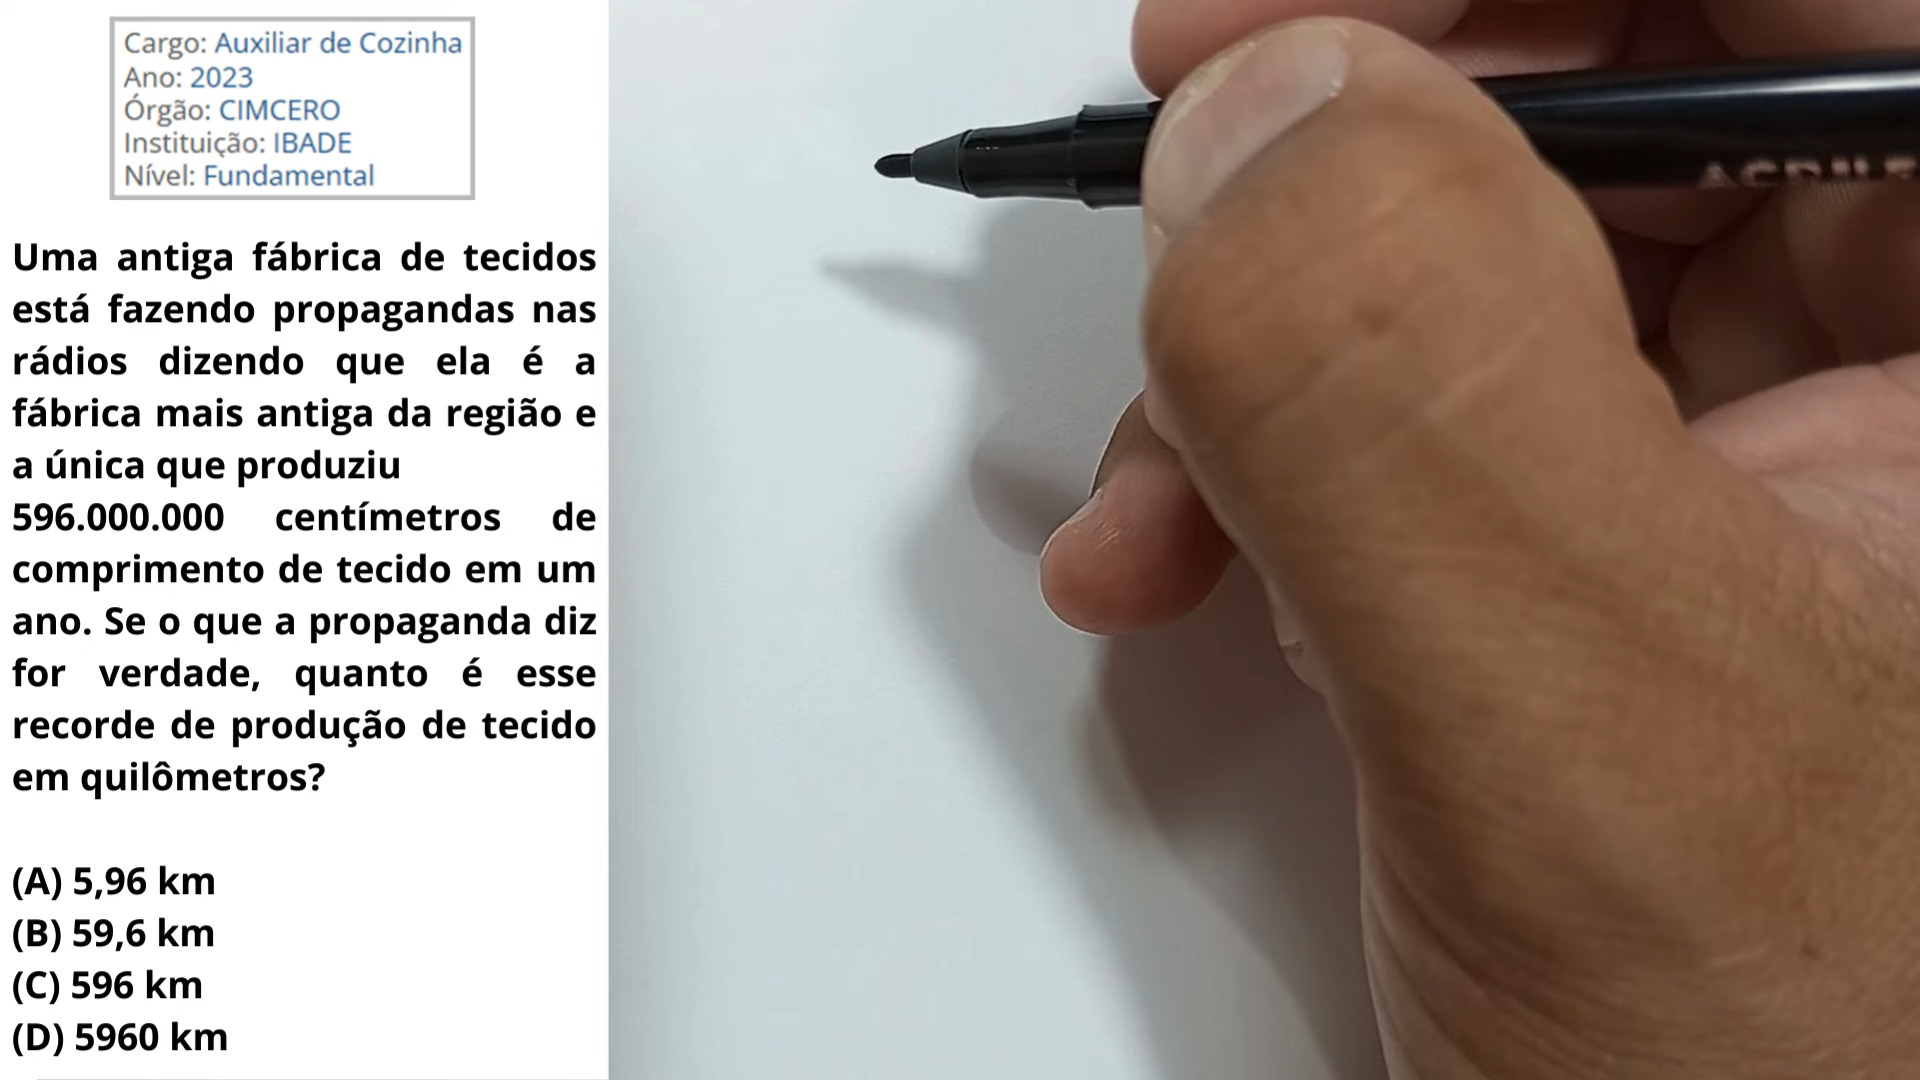 Cargo: Auxiliar de Cozinha
Ano: 2023
Órgão: CIMCERO
Instituição: IBADE
Nível: Fundamental
Uma antiga fábrica de tecidos
está fazendo propagandas nas
rádios dizendo que ela é a
fábrica mais antiga da região e
a única que produziu
596.000.000 centímetros de
comprimento de tecido em um
ano. Se o que a propaganda diz
for verdade, quanto é esse
recorde de produção de tecido
em quilômetros?
(A) 5,96 km
(B) 59,6 km
(C) 596 km
(D) 5960 km